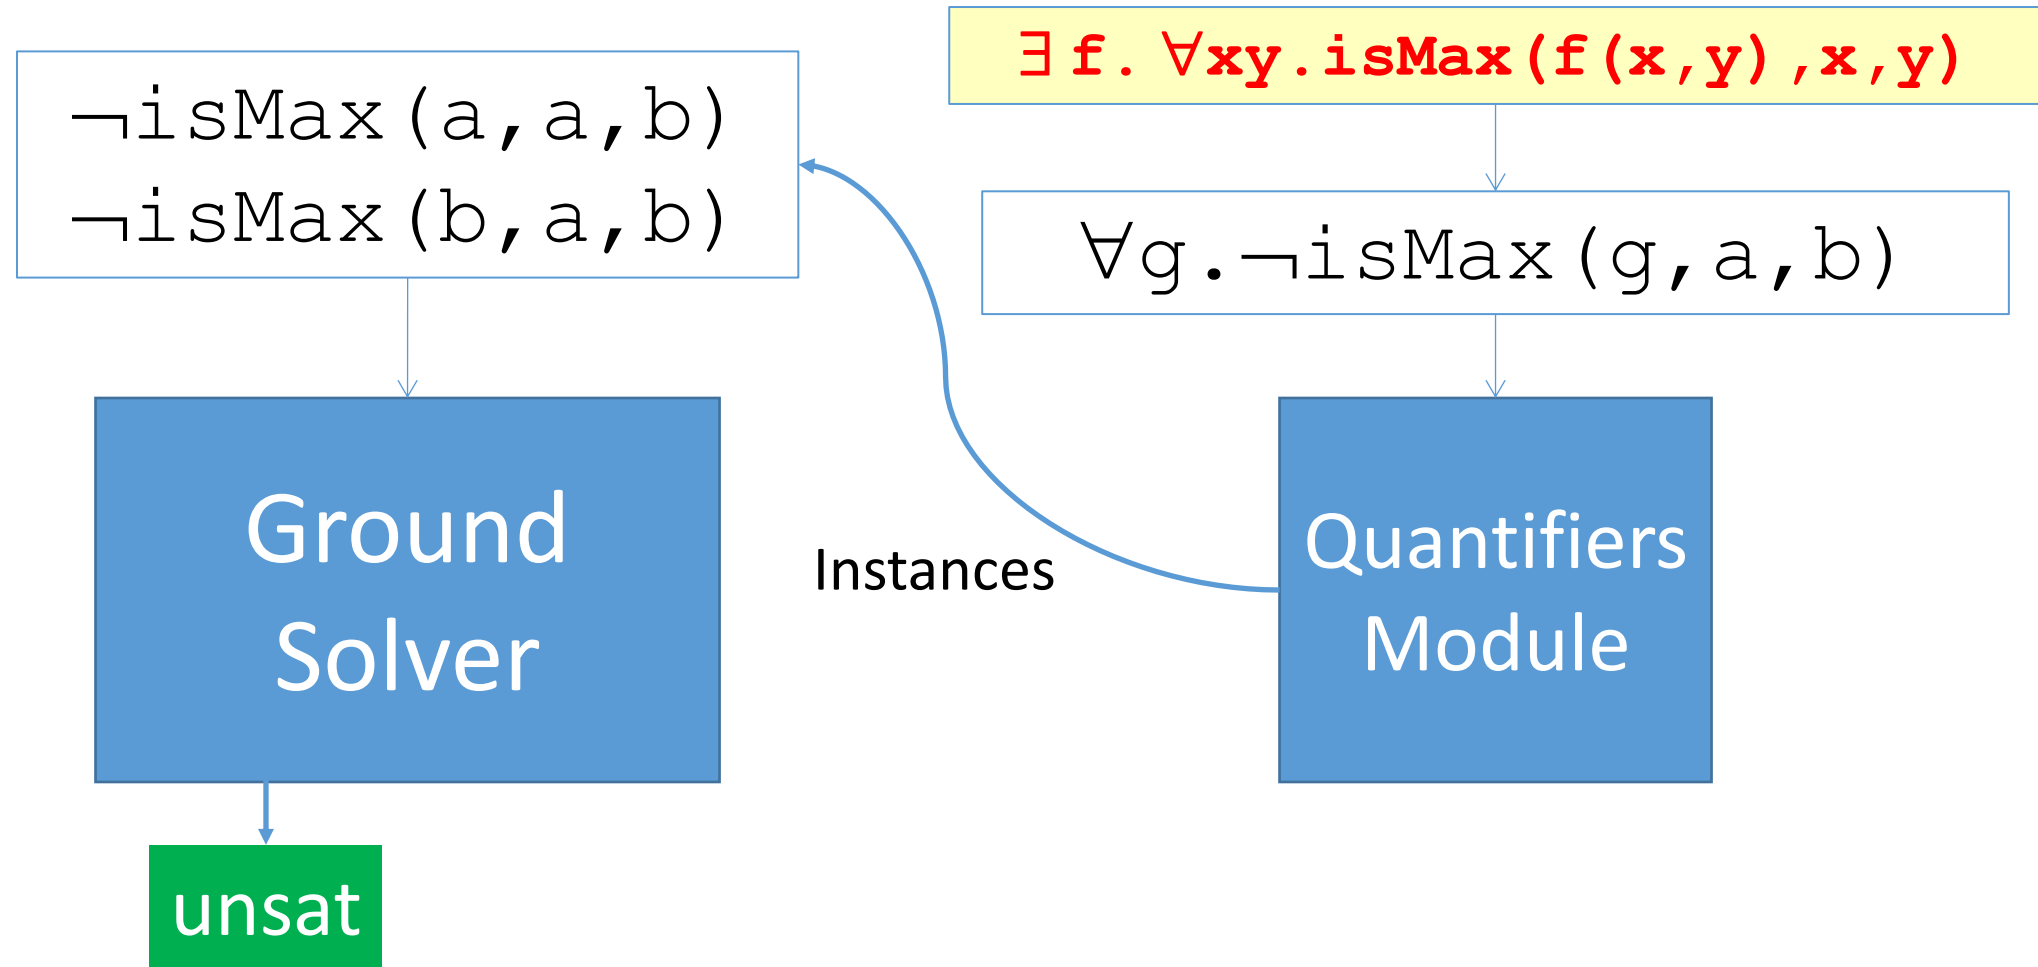 ∃ f. ∀xy.isMax(f(x,y),x,y)
¬isMax(a,a,b)
¬isMax(b,a,b)
∀g.¬isMax(g,a,b)
Ground
Solver
Instances
Quantifiers
Module
unsat